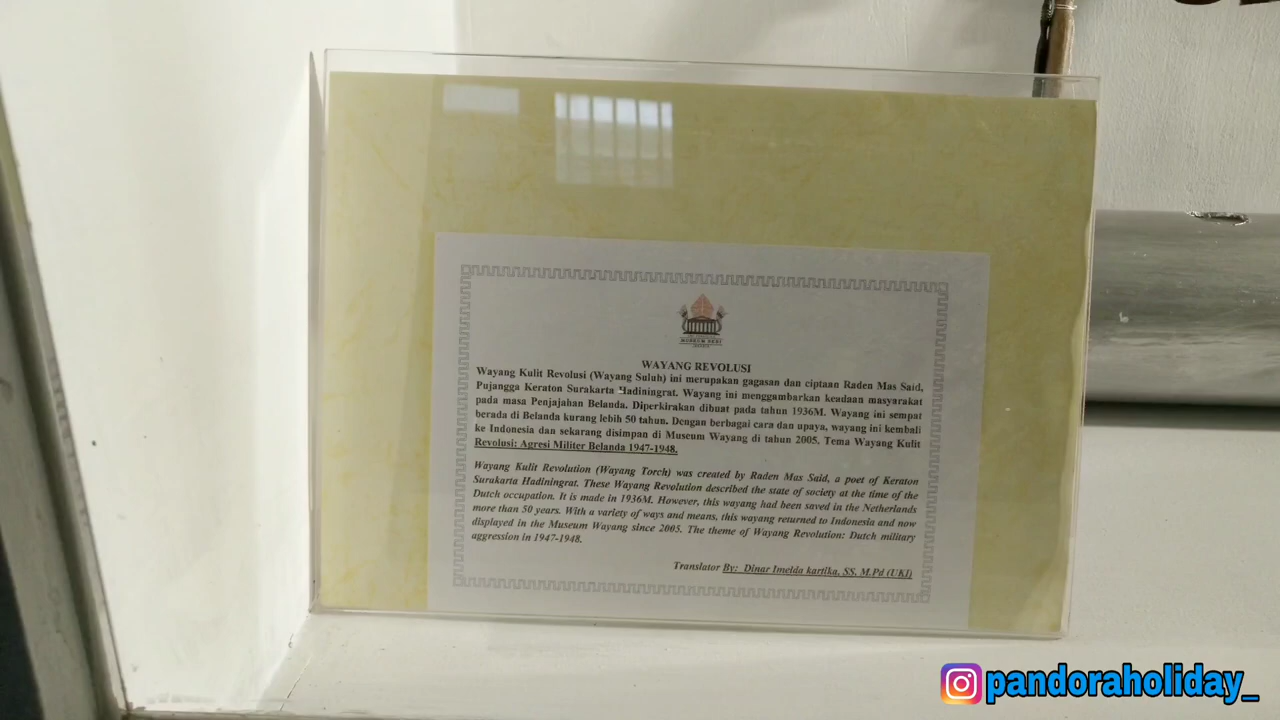 MUSEUM SENI
WAYANG REVOLUSI
Wayang Kulit Revolusi (Wayang Suluh) ini merupakan gagasan dan ciptaan Raden Mas Said,
Pujangga Keraton Surakarta Hadiningrat. Wayang ini menggambarkan keadaan masyarakat
pada masa Penjajahan Belanda. Diperkirakan dibuat pada tahun 1936M. Wayang ini sempat
berada di Belanda kurang lebih 50 tahun. Dengan berbagai cara dan upaya, wayang ini kembali
ke Indonesia dan sekarang disimpan di Museum Wayang di tahun 2005. Tema Wayang Kulit
Revolusi: Agresi Militer Belanda 1947-1948.
Wayang Kulit Revolution (Wayang Torch) was created by Raden Mas Said, a poet of Keraton
Surakarta Hadiningrat. These Wayang Revolution described the state of society at the time of the
Dutch occupation. It is made in 1936M. However, this wayang had been saved in the Netherlands
more than 50 years. With a variety of ways and means, this wayang returned to Indonesia and now
displayed in the Museum Wayang since 2005. The theme of Wayang Revolution: Dutch military
aggression in 1947-1948.
Translator By: Dinar Imelda kartika, SS, M.Pd (UKI)
pandoraholiday_